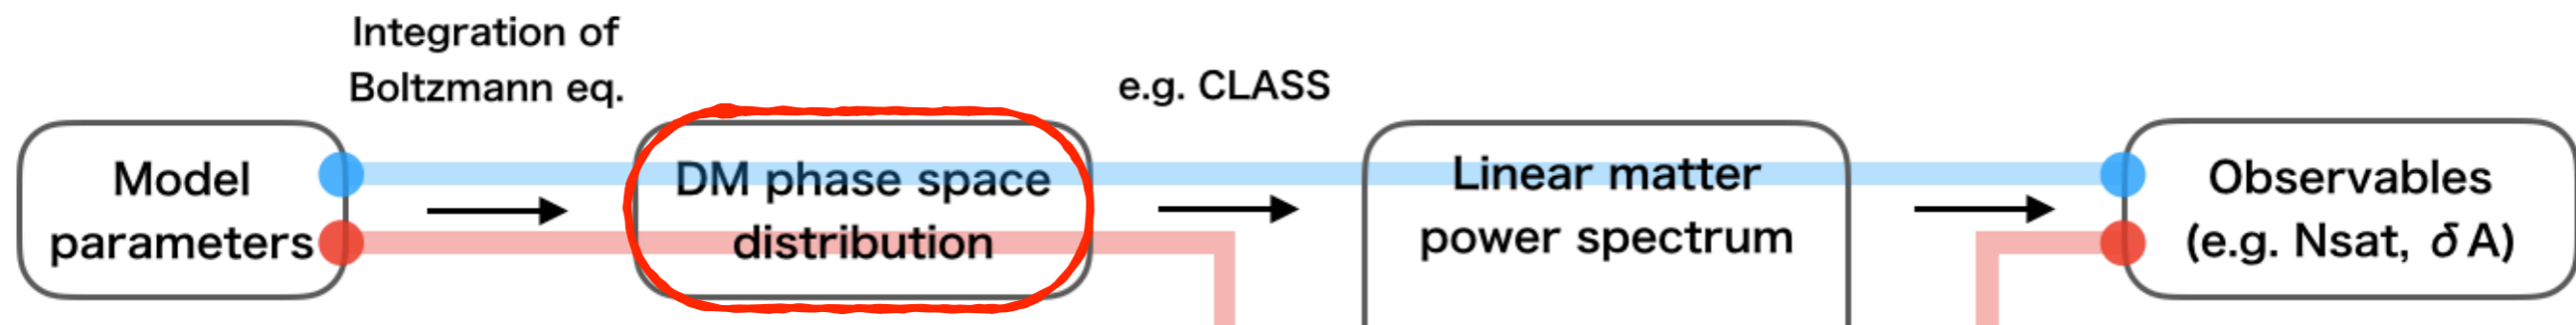 Integration of
Boltzmann eq.
e.g. CLASS
Model
parameters
DM phase space
distribution
Linear matter
power spectrum
Observables
(e.g. Nsat, δA)